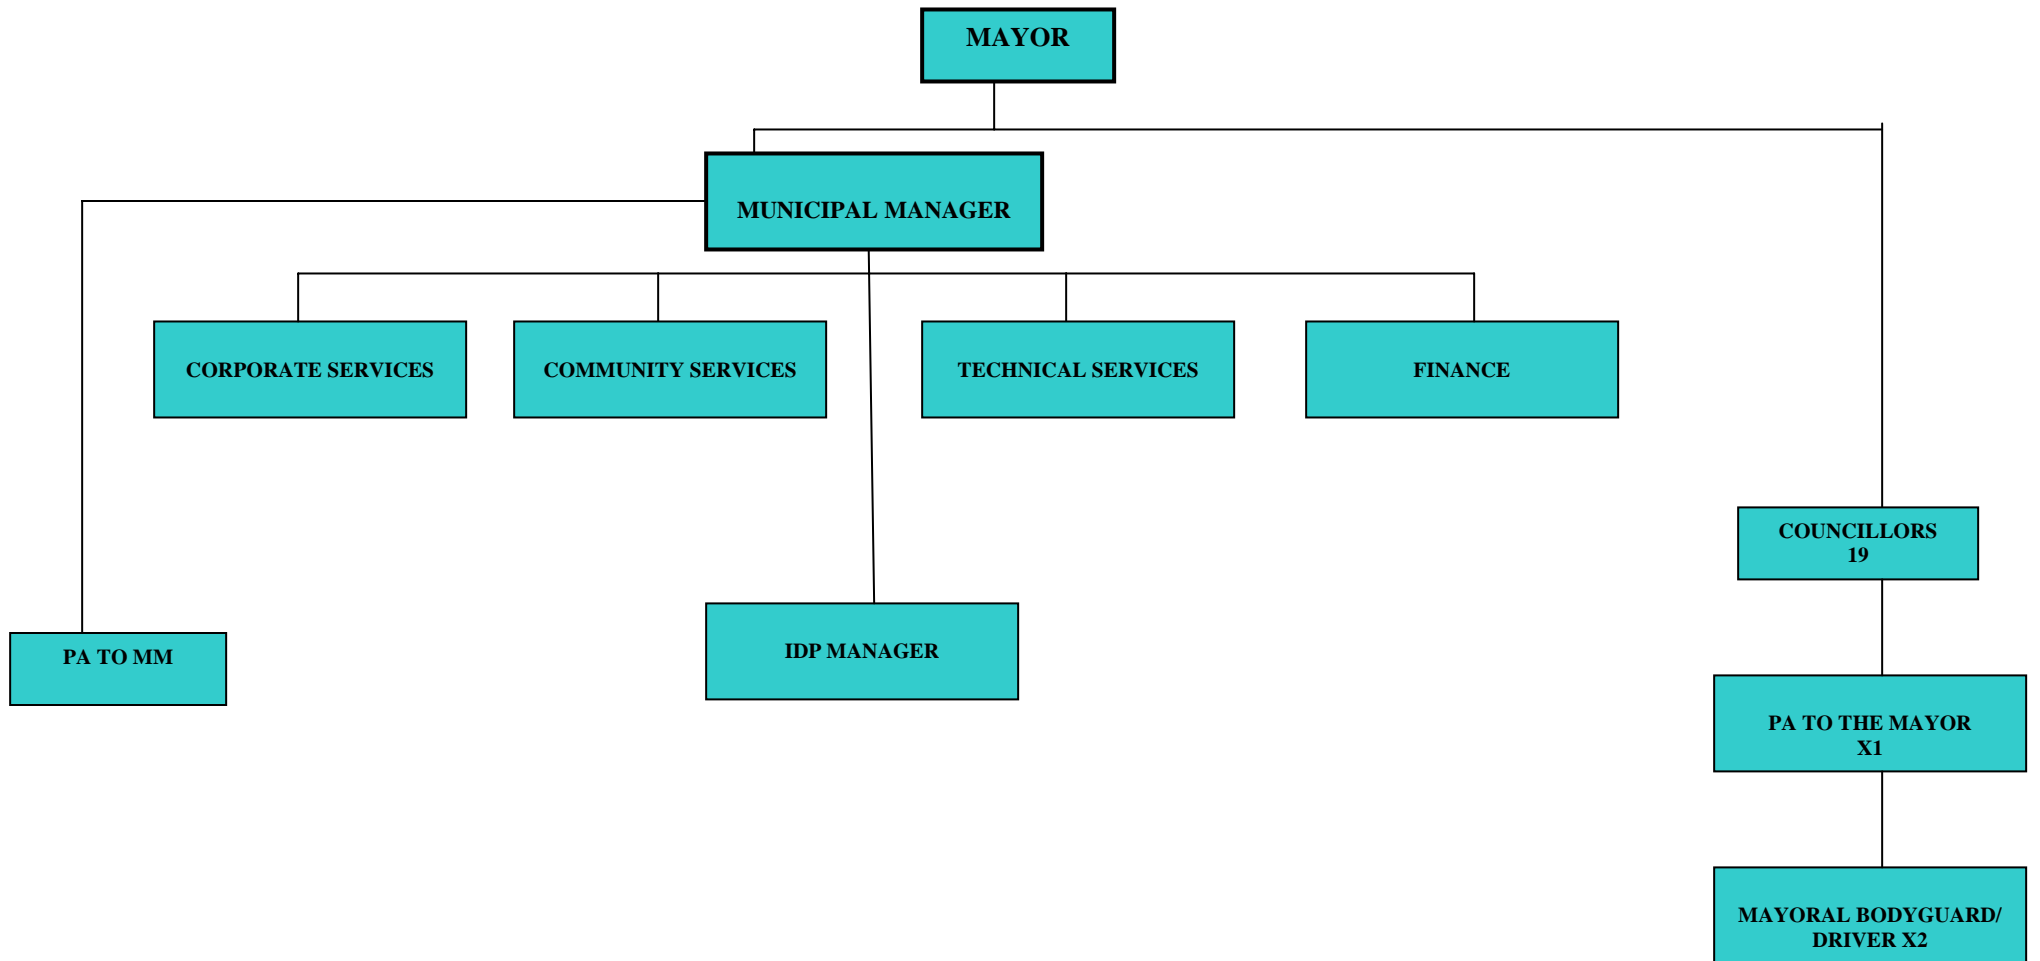 MAYOR
MUNICIPAL MANAGER
CORPORATE SERVICES
COMMUNITY SERVICES
TECHNICAL SERVICES
FINANCE
COUNCILLORS
19
PA TO MM
IDP MANAGER
PA TO THE MAYOR
X1
MAYORAL BODYGUARD/
DRIVER X2